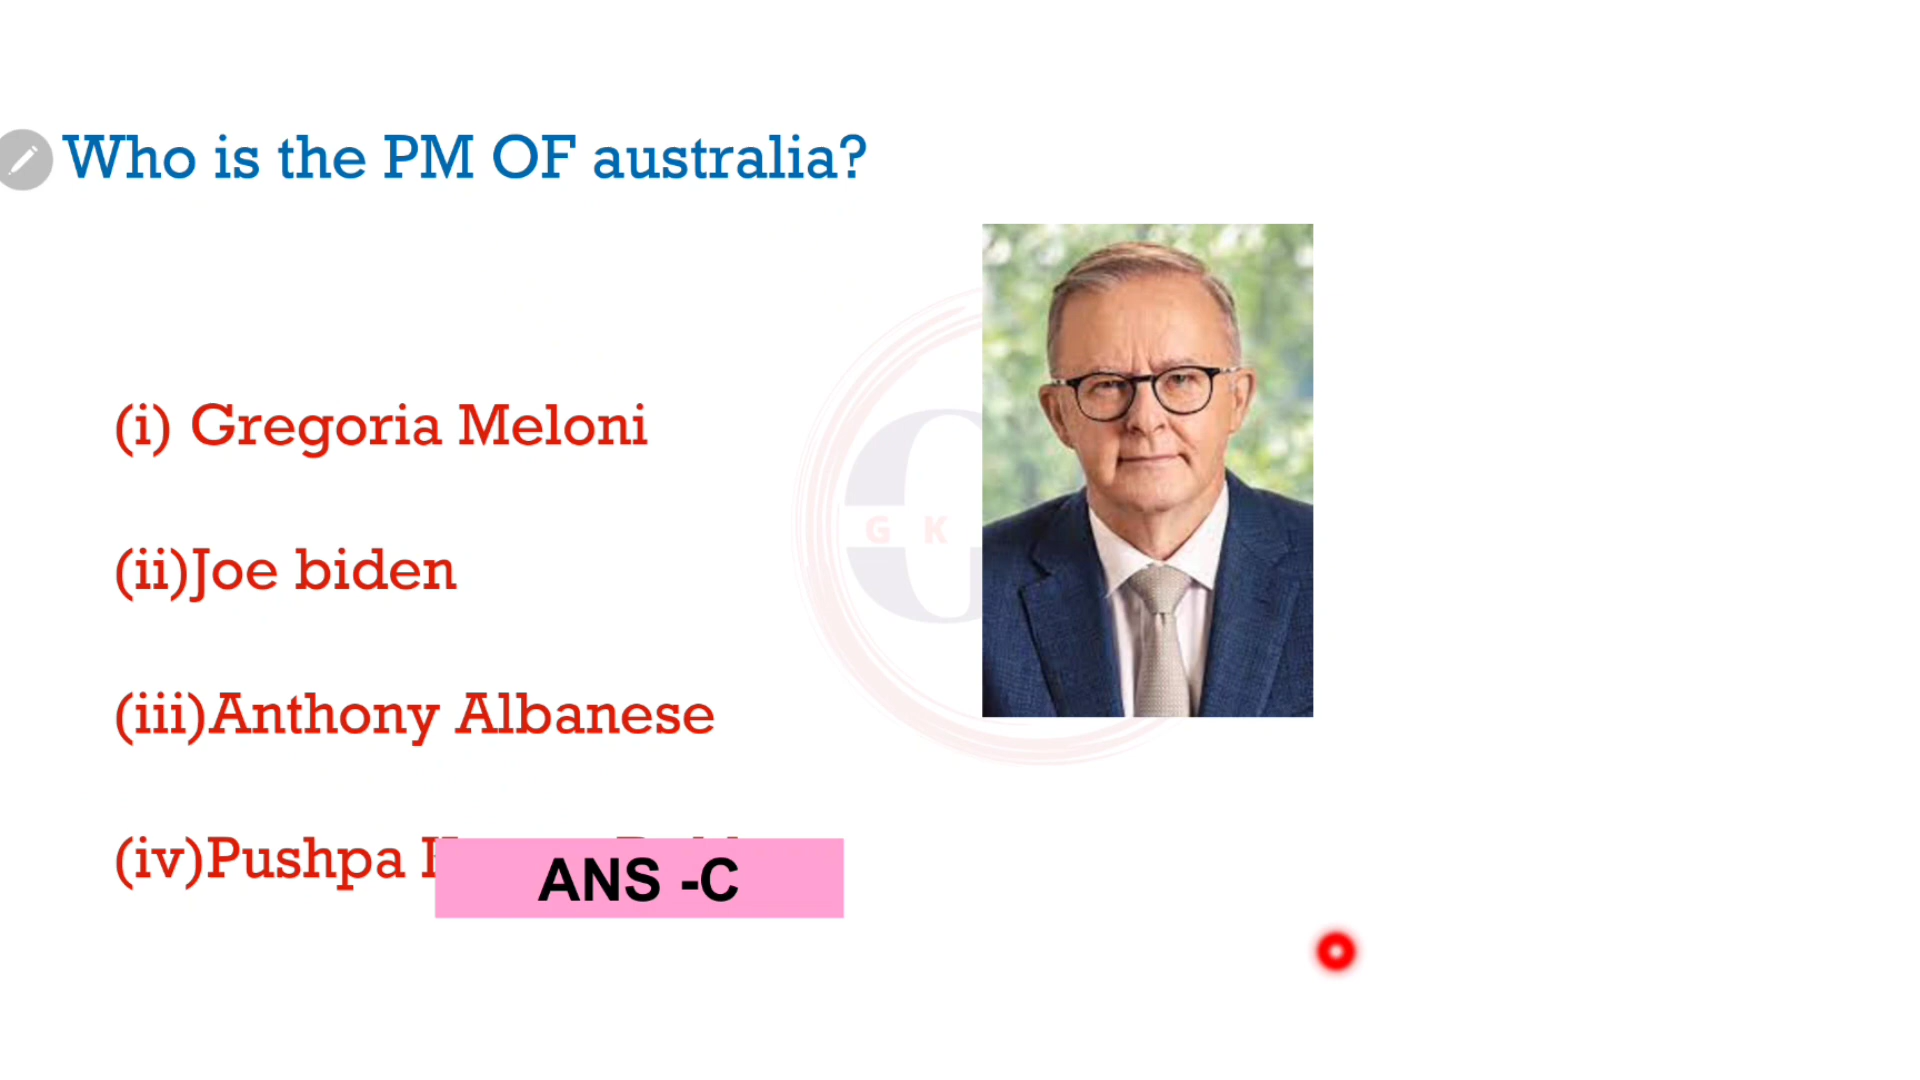 Who is the PM OF australia?
(i) Gregoria Meloni
(ii)Joe biden
G K
(iii)Anthony Albanese
(iv)Pushpa
ANS -C